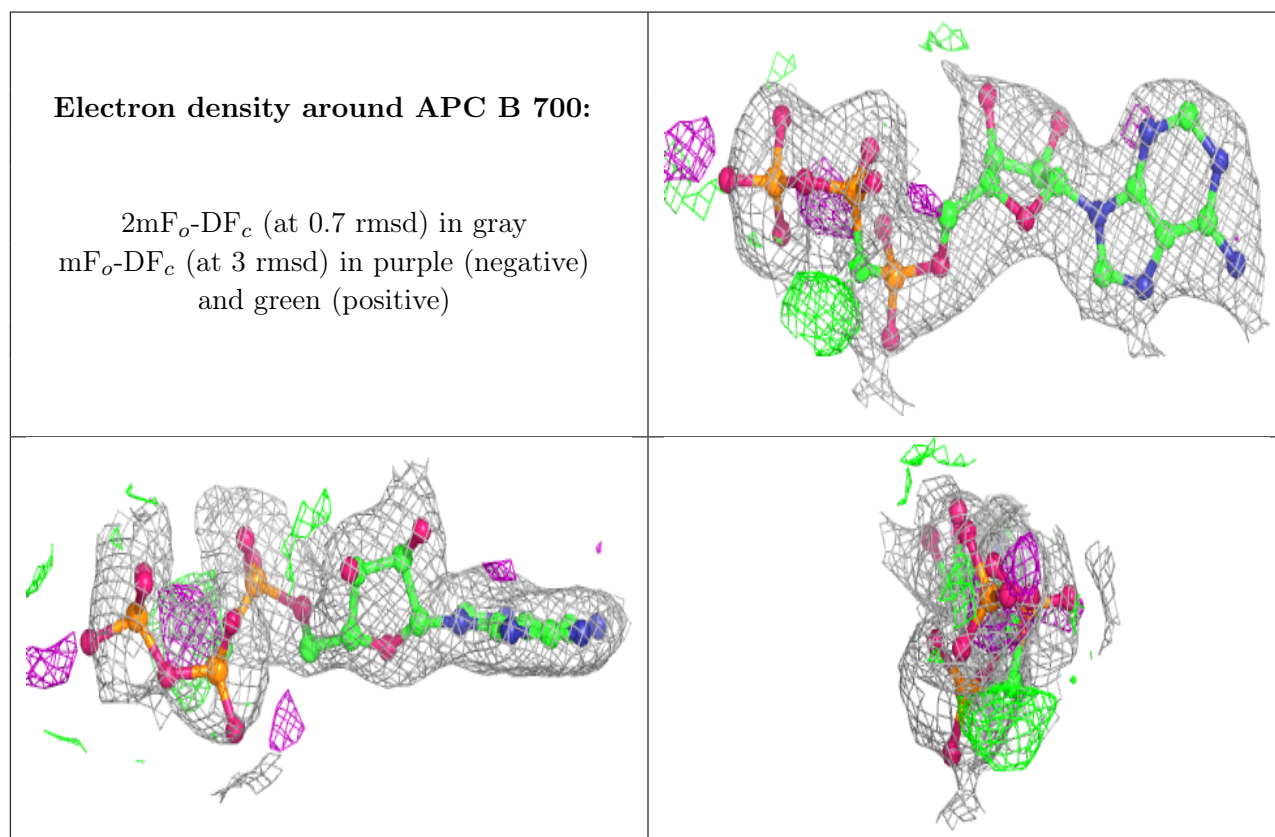 Electron density around APC B 700:
2mFₒ-DF𝒸 (at 0.7 rmsd) in gray
mFₒ-DF𝒸 (at 3 rmsd) in purple (negative)
and green (positive)